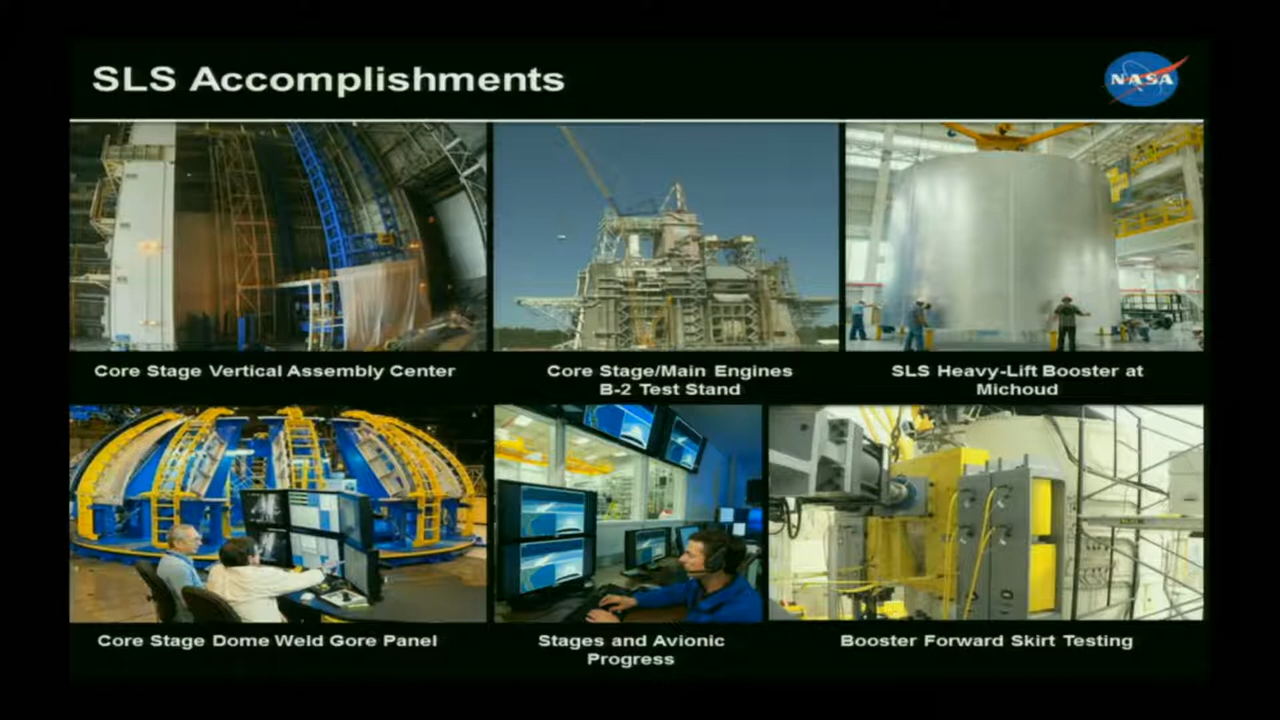 SLS Accomplishments
NASA
Core Stage Vertical Assembly Center
Core Stage/Main Engines
B-2 Test Stand
SLS Heavy-Lift Booster at
Michoud
Core Stage Dome Weld Gore Panel
Stages and Avionic
Progress
Booster Forward Skirt Testing